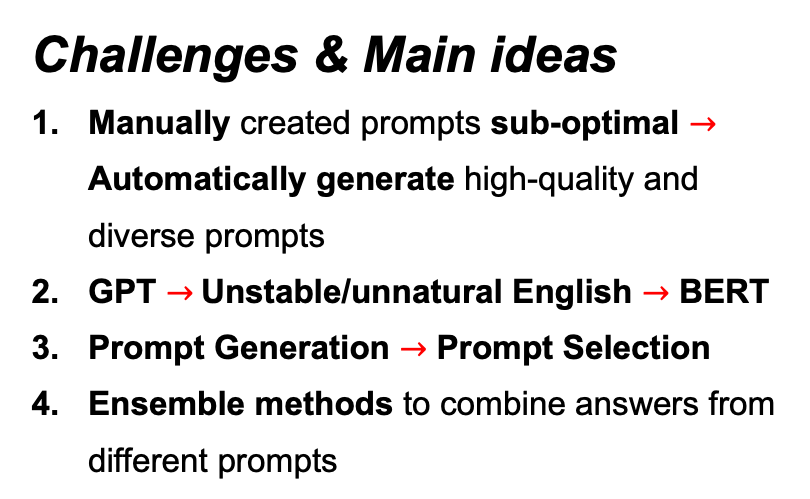 Challenges & Main ideas
1. Manually created prompts sub-optimal →
Automatically generate high-quality and
diverse prompts
2. GPT → Unstable/unnatural English → BERT
3. Prompt Generation → Prompt Selection
4. Ensemble methods to combine answers from
different prompts